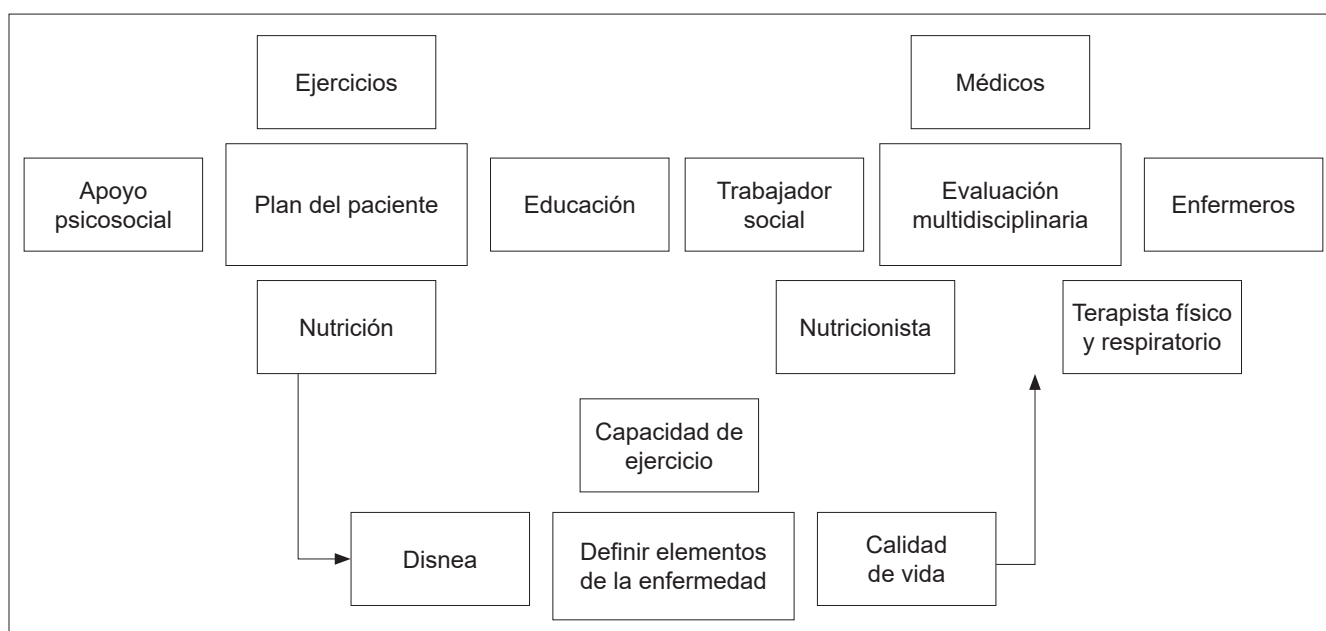 Ejercicios
Médicos
Apoyo
psicosocial
Plan del paciente
Educación
Trabajador
social
Evaluación
multidisciplinaria
Enfermeros
Nutrición
Nutricionista
Terapista físico
y respiratorio
Capacidad de
ejercicio
Disnea
Definir elementos
de la enfermedad
Calidad
de vida